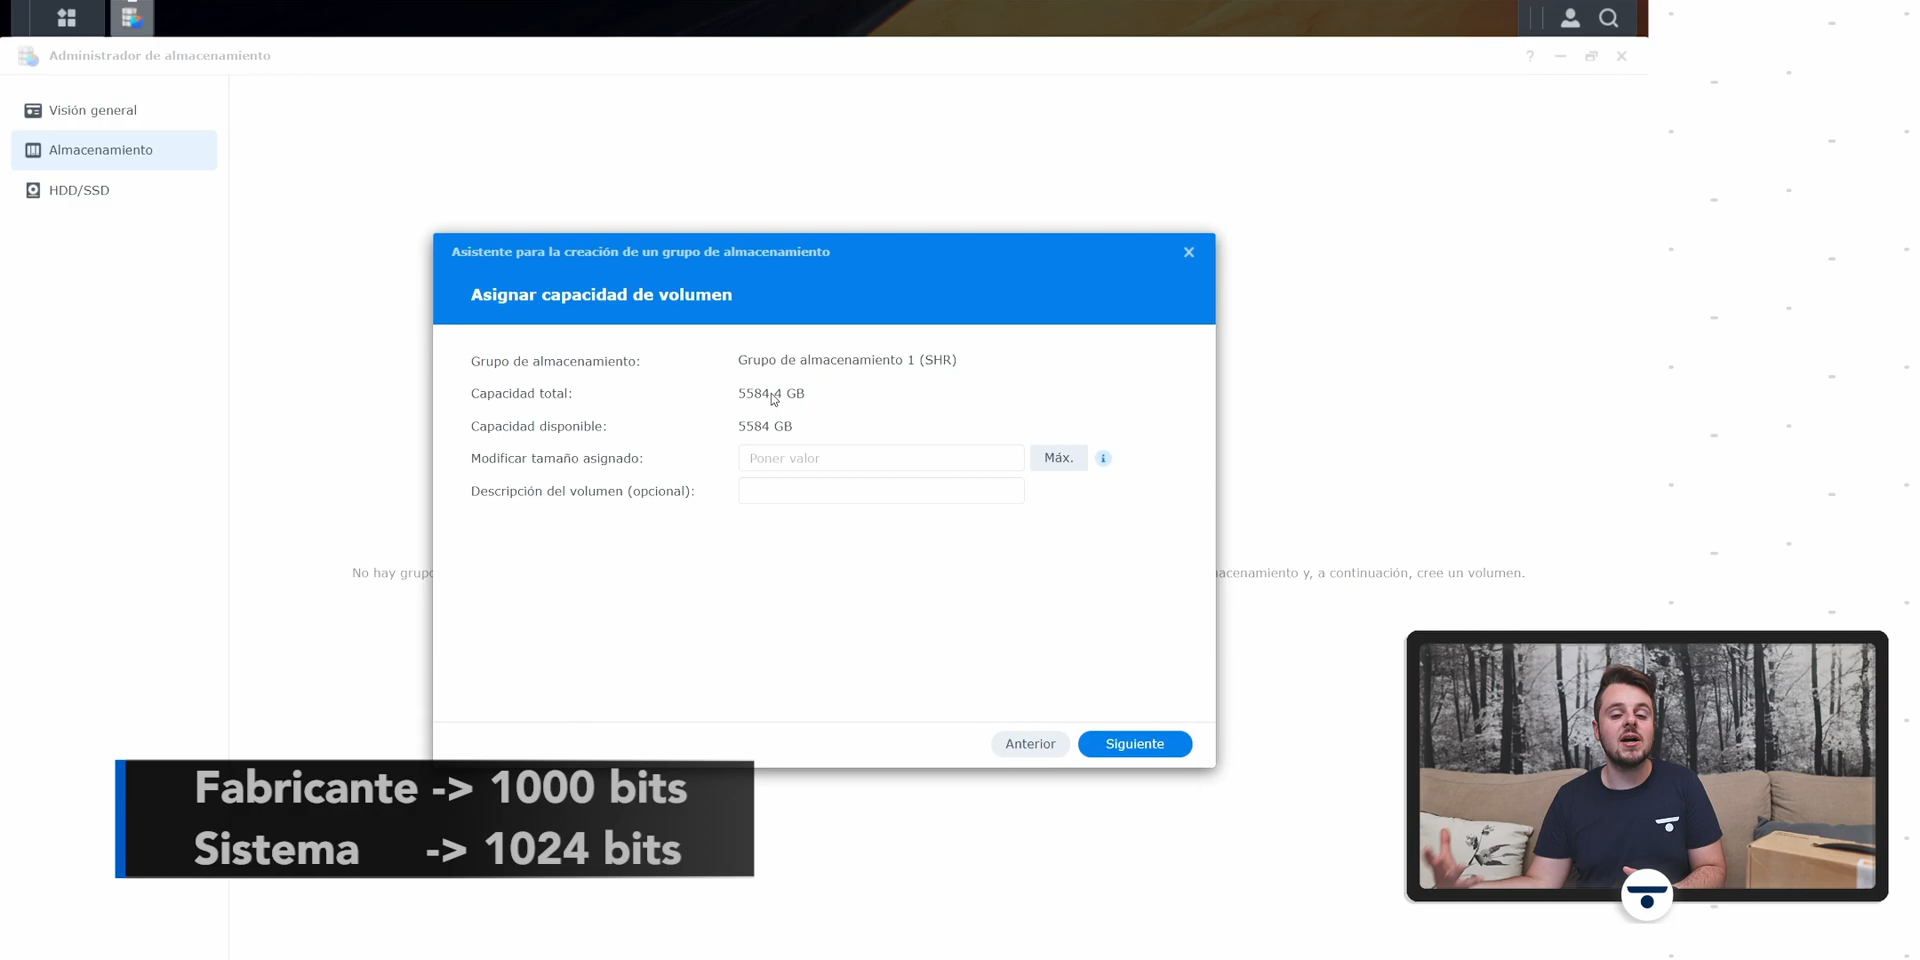 Administrador de almacenamiento
?
Visión general
Almacenamiento
HDD/SSD
Asistente para la creación de un grupo de almacenamiento
Asignar capacidad de volumen
Grupo de almacenamiento: Grupo de almacenamiento 1 (SHR)
Capacidad total: 5584.4 GB
Capacidad disponible: 5584 GB
Modificar tamaño asignado: Poner valor Máx. i
Descripción del volumen (opcional):
No hay grupo
macenamiento y, a continuación, cree un volumen.
Anterior Siguiente
Fabricante -> 1000 bits
Sistema -> 1024 bits